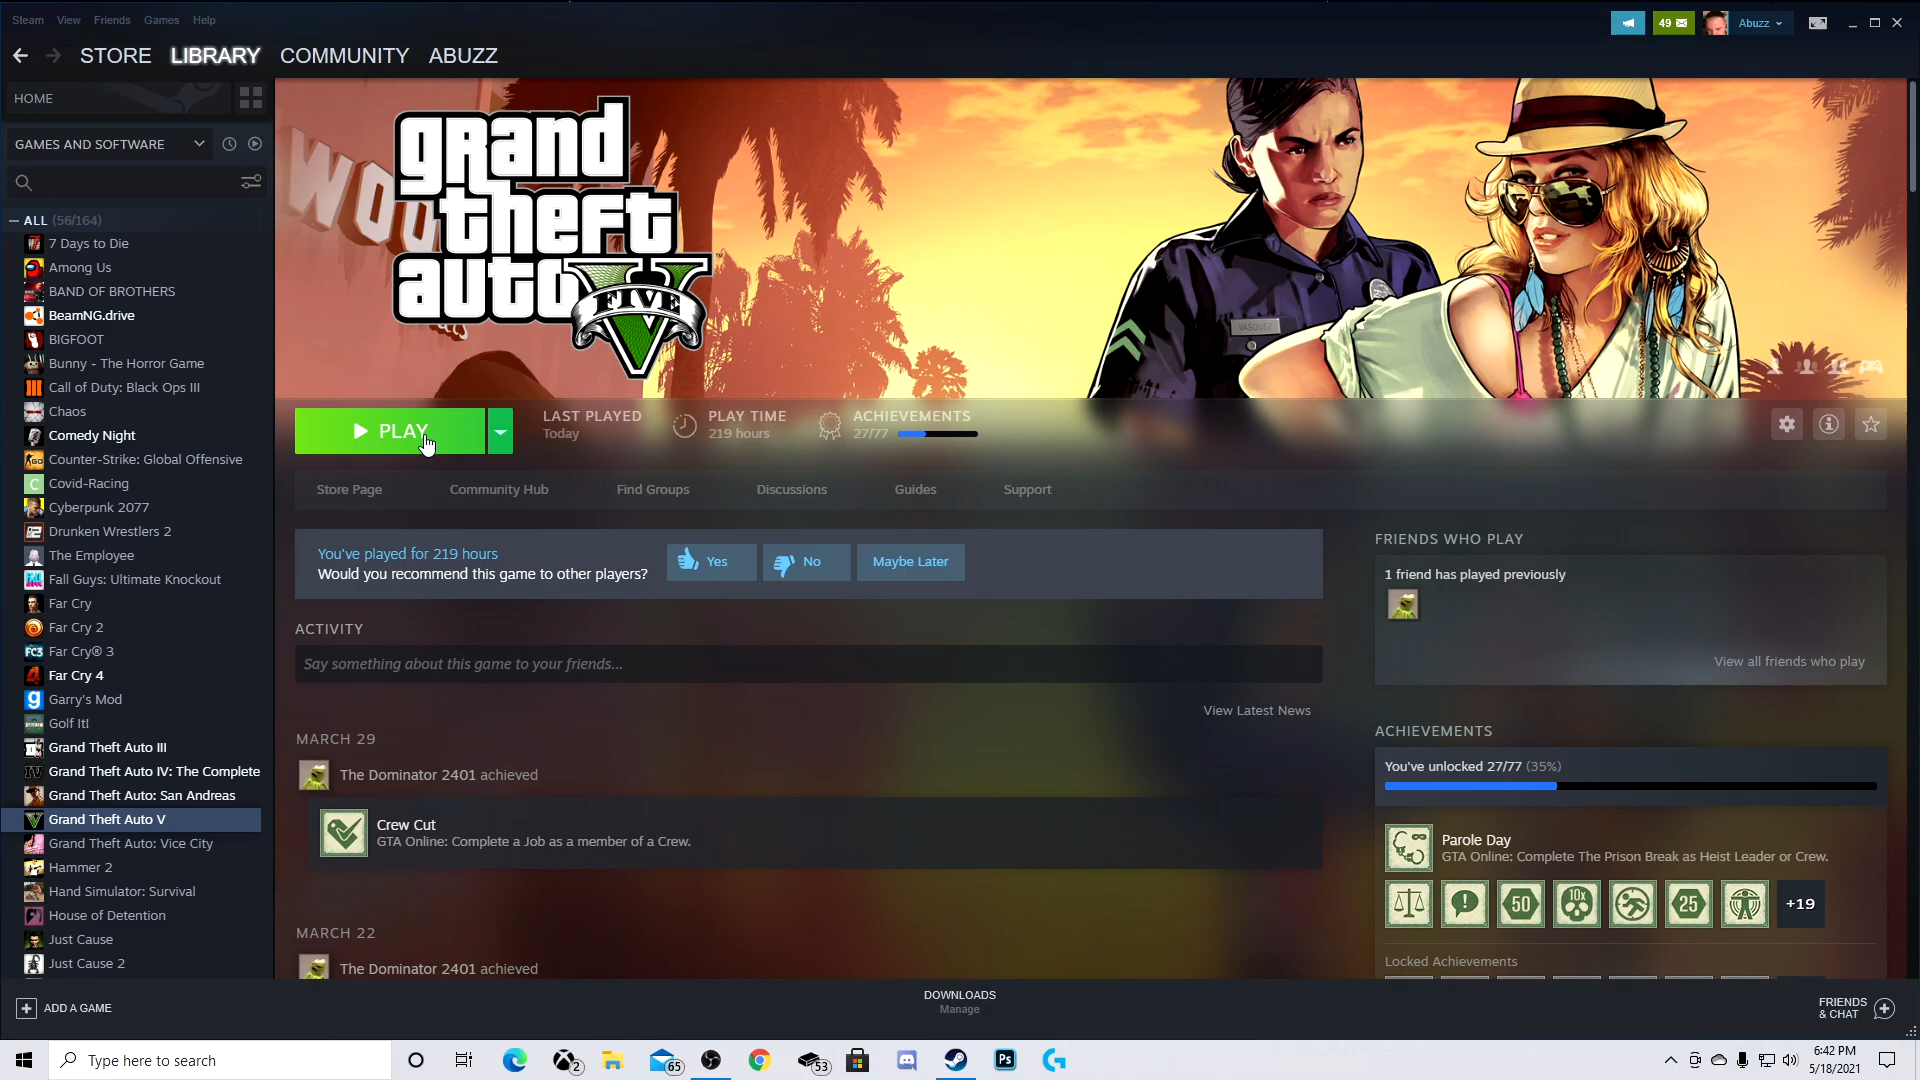 Steam View Friends Games Help
49
Abuzz
STORE LIBRARY COMMUNITY ABUZZ
HOME
GAMES AND SOFTWARE
ALL (56/164)
7 Days to Die
Among Us
BAND OF BROTHERS
BeamNG.drive
BIGFOOT
Bunny - The Horror Game
Call of Duty: Black Ops III
Chaos
Comedy Night
Counter-Strike: Global Offensive
Covid-Racing
Cyberpunk 2077
Drunken Wrestlers 2
The Employee
Fall Guys: Ultimate Knockout
Far Cry
Far Cry 2
Far Cry® 3
Far Cry 4
Garry's Mod
Golf It!
Grand Theft Auto III
Grand Theft Auto IV: The Complete
Grand Theft Auto: San Andreas
Grand Theft Auto V
Grand Theft Auto: Vice City
Hammer 2
Hand Simulator: Survival
House of Detention
Just Cause
Just Cause 2
ADD A GAME
grand
theft
auto V
FIVE
VASQUEZ
PLAY
LAST PLAYED
Today
PLAY TIME
219 hours
ACHIEVEMENTS
27/77
Store Page Community Hub Find Groups Discussions Guides Support
You've played for 219 hours
Would you recommend this game to other players?
Yes
No
Maybe Later
ACTIVITY
Say something about this game to your friends...
View Latest News
MARCH 29
The Dominator 2401 achieved
Crew Cut
GTA Online: Complete a Job as a member of a Crew.
MARCH 22
The Dominator 2401 achieved
FRIENDS WHO PLAY
1 friend has played previously
View all friends who play
ACHIEVEMENTS
You've unlocked 27/77 (35%)
Parole Day
GTA Online: Complete The Prison Break as Heist Leader or Crew.
50
10x
25
+19
Locked Achievements
DOWNLOADS
Manage
FRIENDS
& CHAT
Type here to search
2
65
53
Ps
6:42 PM
5/18/2021